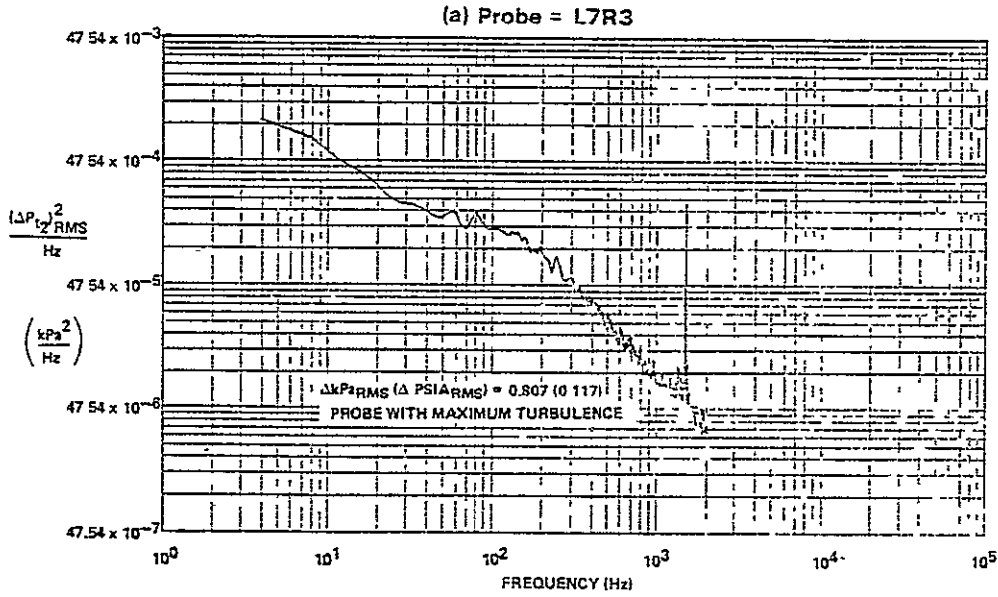 (a) Probe = L7R3
47 54 x 10⁻³
47 54 x 10⁻⁴
(ΔPt2)²RMS
Hz
47 54 x 10⁻⁵
(kPa²
Hz)
ΔkPaRMS (Δ PSIARMS) = 0.807 (0 117)
PROBE WITH MAXIMUM TURBULENCE
47 54 x 10⁻⁶
47.54 x 10⁻⁷
10⁰ 10¹ 10² 10³ 10⁴ 10⁵
FREQUENCY (Hz)